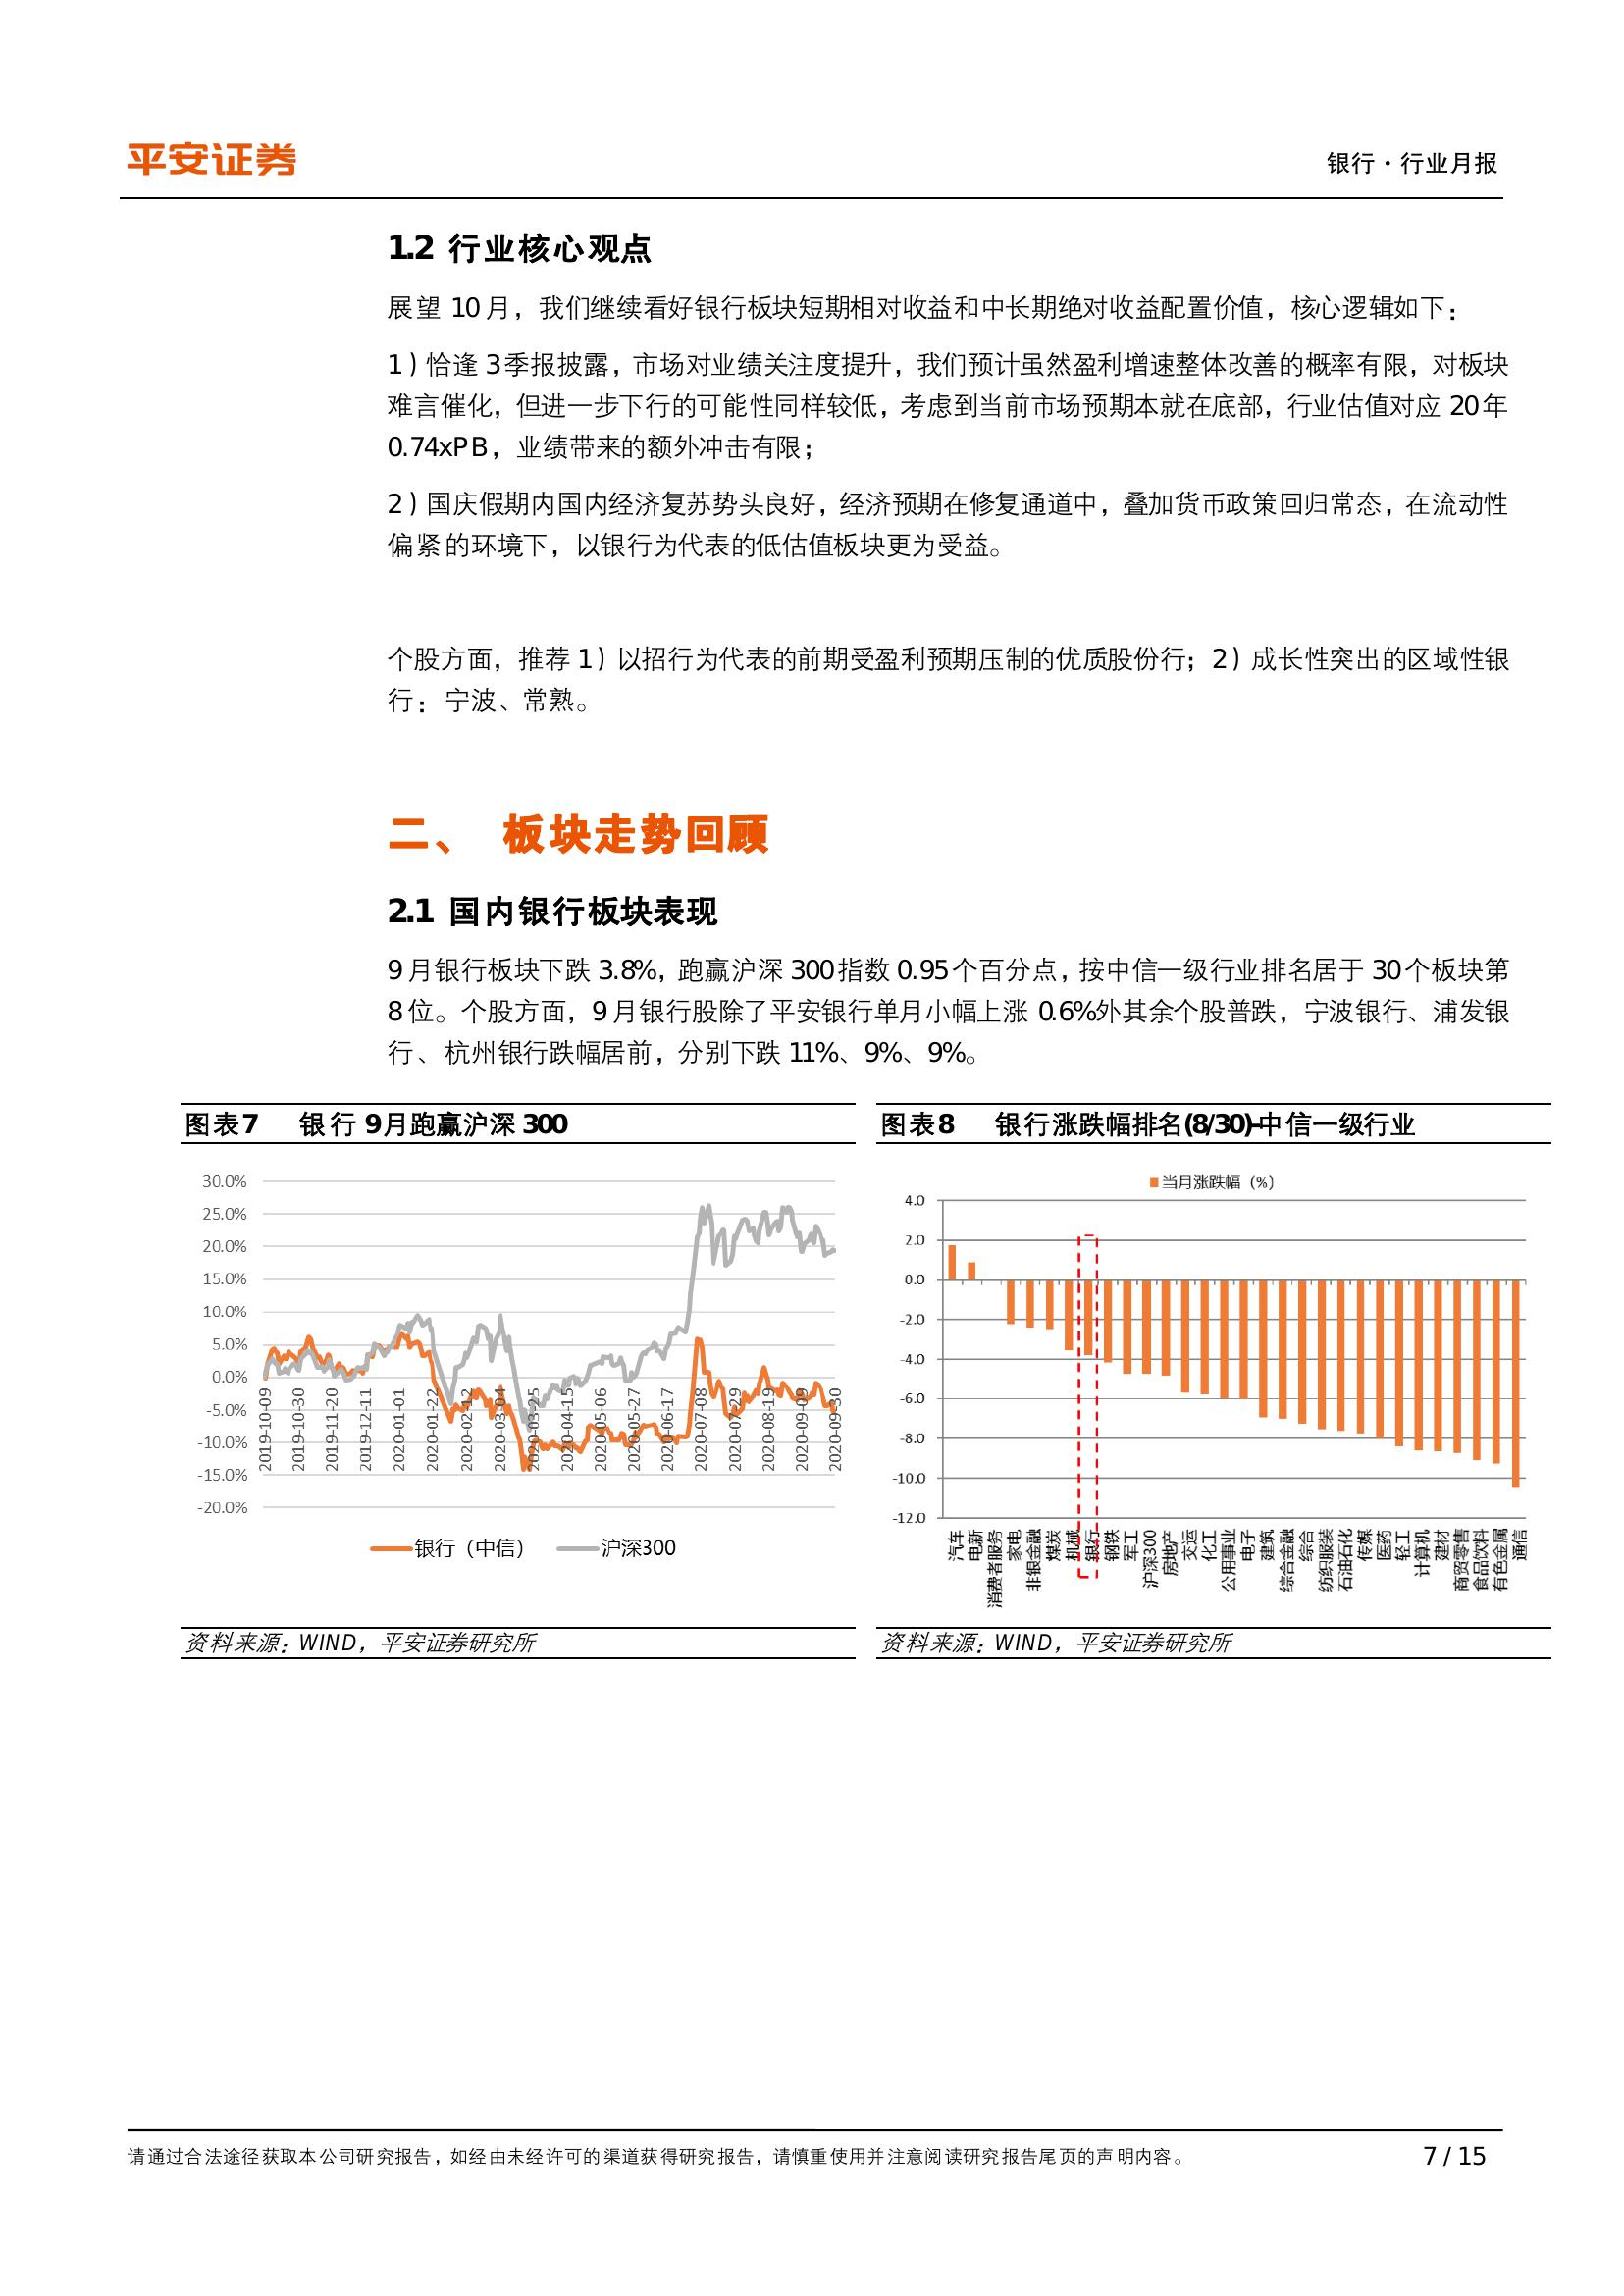 平安证券
银行·行业月报
1.2 行业核心观点
展望 10 月，我们继续看好银行板块短期相对收益和中长期绝对收益配置价值，核心逻辑如下：
1）恰逢 3 季报披露，市场对业绩关注度提升，我们预计虽然盈利增速整体改善的概率有限，对板块
难言催化，但进一步下行的可能性同样较低，考虑到当前市场预期本就在底部，行业估值对应 20 年
0.74xPB，业绩带来的额外冲击有限；
2）国庆假期内国内经济复苏势头良好，经济预期在修复通道中，叠加货币政策回归常态，在流动性
偏紧的环境下，以银行为代表的低估值板块更为受益。
个股方面，推荐 1）以招行为代表的前期受盈利预期压制的优质股份行；2）成长性突出的区域性银
行：宁波、常熟。
二、 板块走势回顾
2.1 国内银行板块表现
9 月银行板块下跌 3.8%，跑赢沪深 300 指数 0.95 个百分点，按中信一级行业排名居于 30 个板块第
8 位。个股方面，9 月银行股除了平安银行单月小幅上涨 0.6%外其余个股普跌，宁波银行、浦发银
行、杭州银行跌幅居前，分别下跌 11%、9%、9%。
图表7 银行 9月跑赢沪深 300
30.0%
25.0%
20.0%
15.0%
10.0%
5.0%
0.0%
-5.0%
-10.0%
-15.0%
-20.0%
2019-10-09
2019-10-30
2019-11-20
2019-12-11
2020-01-01
2020-01-22
2020-02-12
2020-03-04
2020-03-25
2020-04-15
2020-05-06
2020-05-27
2020-06-17
2020-07-08
2020-07-29
2020-08-19
2020-09-09
2020-09-30
银行（中信）
沪深300
资料来源：WIND，平安证券研究所
图表8 银行涨跌幅排名(8/30)-中信一级行业
当月涨跌幅（%）
4.0
2.0
0.0
-2.0
-4.0
-6.0
-8.0
-10.0
-12.0
汽车
电新
消费者服务
家电
非银金融
煤炭
机械
银行
钢铁
军工
沪深300
房地产
交运
化工
公用事业
电子
建筑
综合金融
综合
纺织服装
石油石化
传媒
医药
轻工
计算机
建材
商贸零售
食品饮料
有色金属
通信
资料来源：WIND，平安证券研究所
请通过合法途径获取本公司研究报告，如经由未经许可的渠道获得研究报告，请慎重使用并注意阅读研究报告尾页的声明内容。
7 / 15